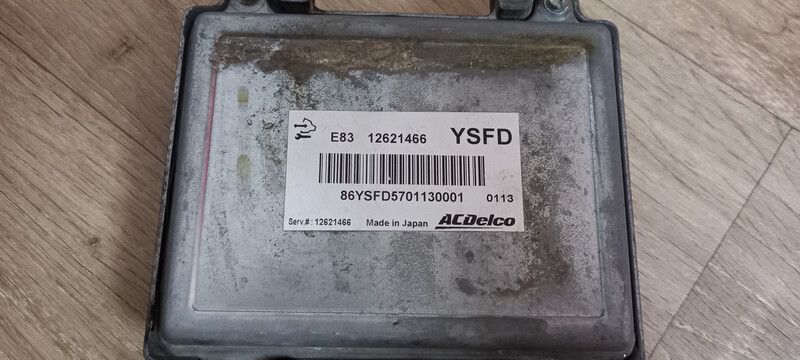 E83 12621466 YSFD
86YSFD5701130001 0113
Serv.#: 12621466 Made in Japan ACDelco